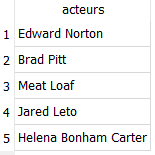 acteurs
1 Edward Norton
2 Brad Pitt
3 Meat Loaf
4 Jared Leto
5 Helena Bonham Carter